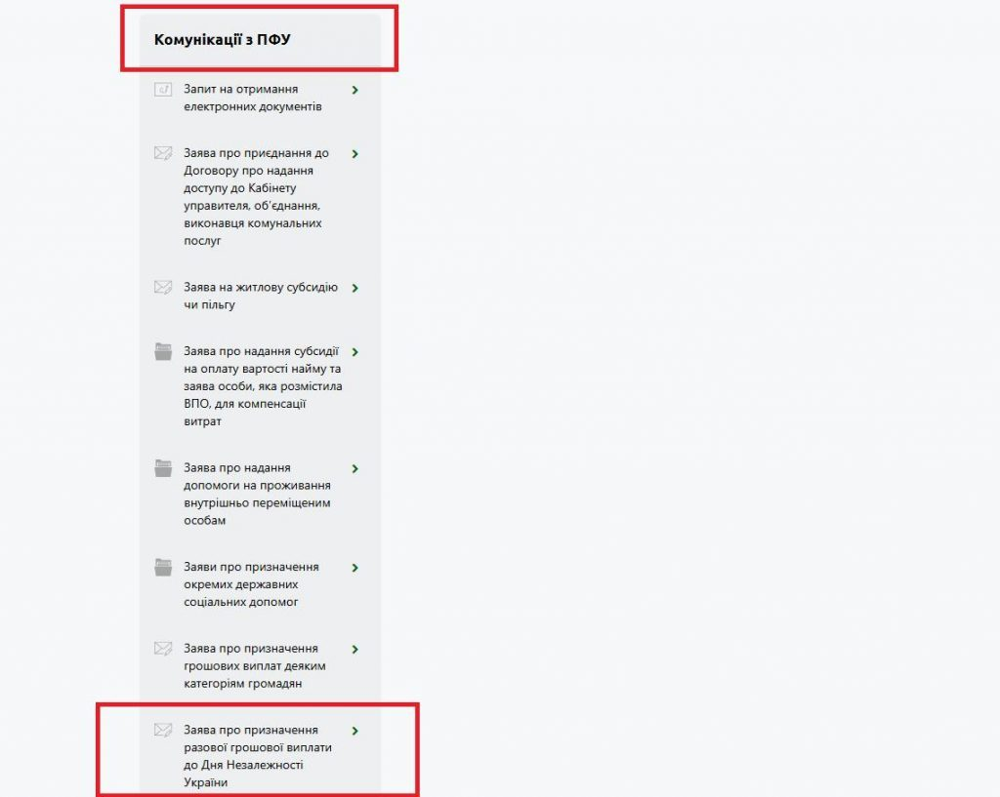 Комунікації з ПФУ
Запит на отримання
електронних документів
Заява про приєднання до
Договору про надання
доступу до Кабінету
управителя, об'єднання,
виконавця комунальних
послуг
Заява на житлову субсидію
чи пільгу
Заява про надання субсидії
на оплату вартості найму та
заява особи, яка розмістила
ВПО, для компенсації
витрат
Заява про надання
допомоги на проживання
внутрішньо переміщеним
особам
Заяви про призначення
окремих державних
соціальних допомог
Заява про призначення
грошових виплат деяким
категоріям громадян
Заява про призначення
разової грошової виплати
до Дня Незалежності
України